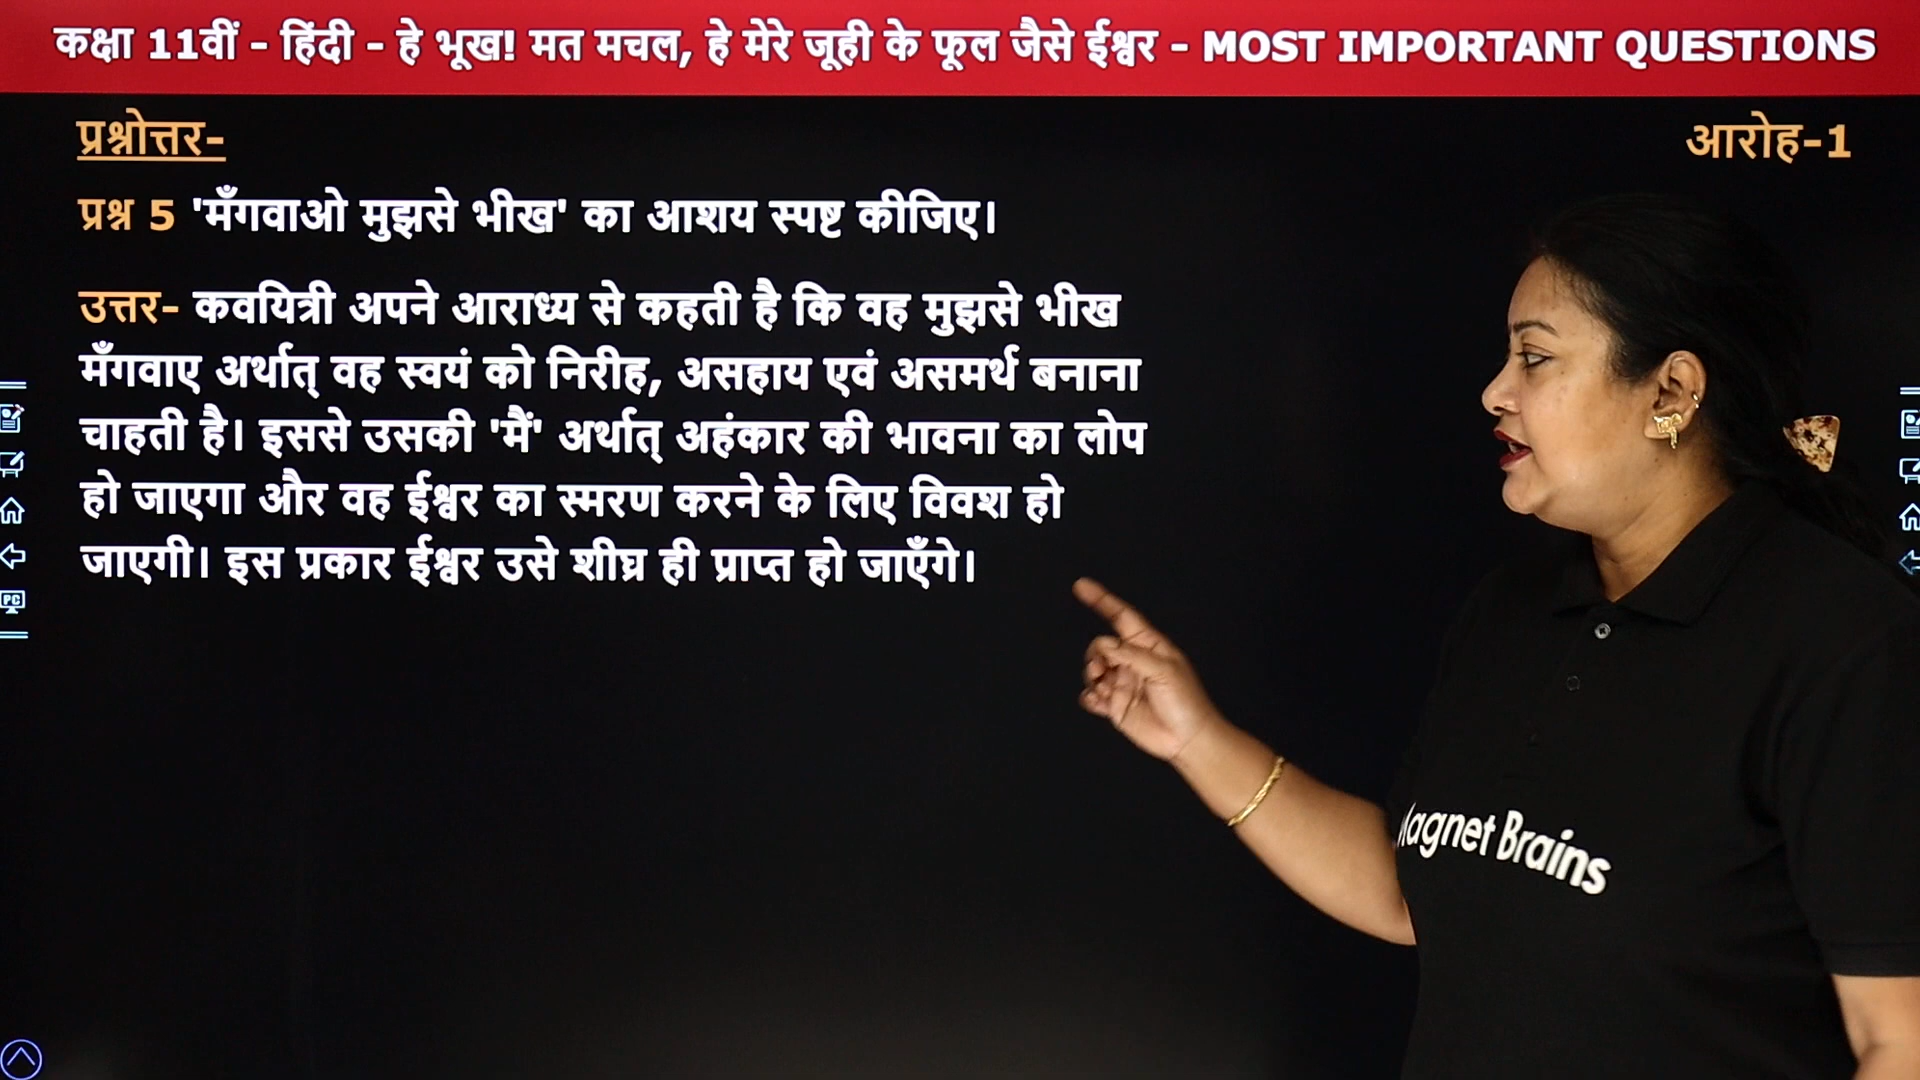 कक्षा 11वीं - हिंदी - हे भूख! मत मचल, हे मेरे जूही के फूल जैसे ईश्वर - MOST IMPORTANT QUESTIONS
प्रश्नोत्तर-
आरोह-1
प्रश्न 5 'मँगवाओ मुझसे भीख' का आशय स्पष्ट कीजिए।
उत्तर- कवयित्री अपने आराध्य से कहती है कि वह मुझसे भीख
मँगवाए अर्थात् वह स्वयं को निरीह, असहाय एवं असमर्थ बनाना
चाहती है। इससे उसकी 'मैं' अर्थात् अहंकार की भावना का लोप
हो जाएगा और वह ईश्वर का स्मरण करने के लिए विवश हो
जाएगी। इस प्रकार ईश्वर उसे शीघ्र ही प्राप्त हो जाएँगे।
PC
Magnet Brains